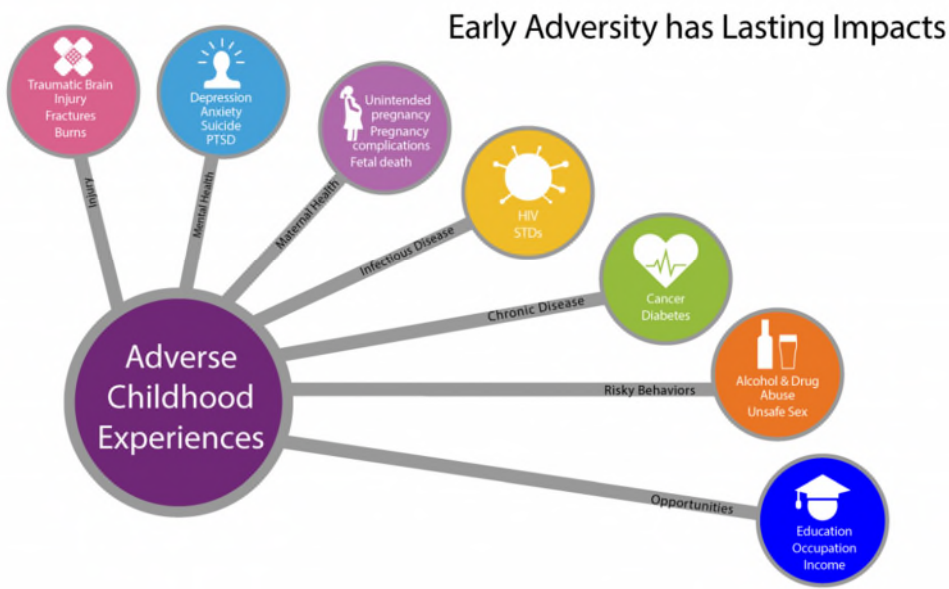 Early Adversity has Lasting Impacts
Traumatic Brain
Injury
Fractures
Burns
Injury
Depression
Anxiety
Suicide
PTSD
Mental Health
Unintended
pregnancy
Pregnancy
complications
Fetal death
Maternal Health
HIV
STDs
Infectious Disease
Cancer
Diabetes
Chronic Disease
Alcohol & Drug
Abuse
Unsafe Sex
Risky Behaviors
Education
Occupation
Income
Opportunities
Adverse
Childhood
Experiences